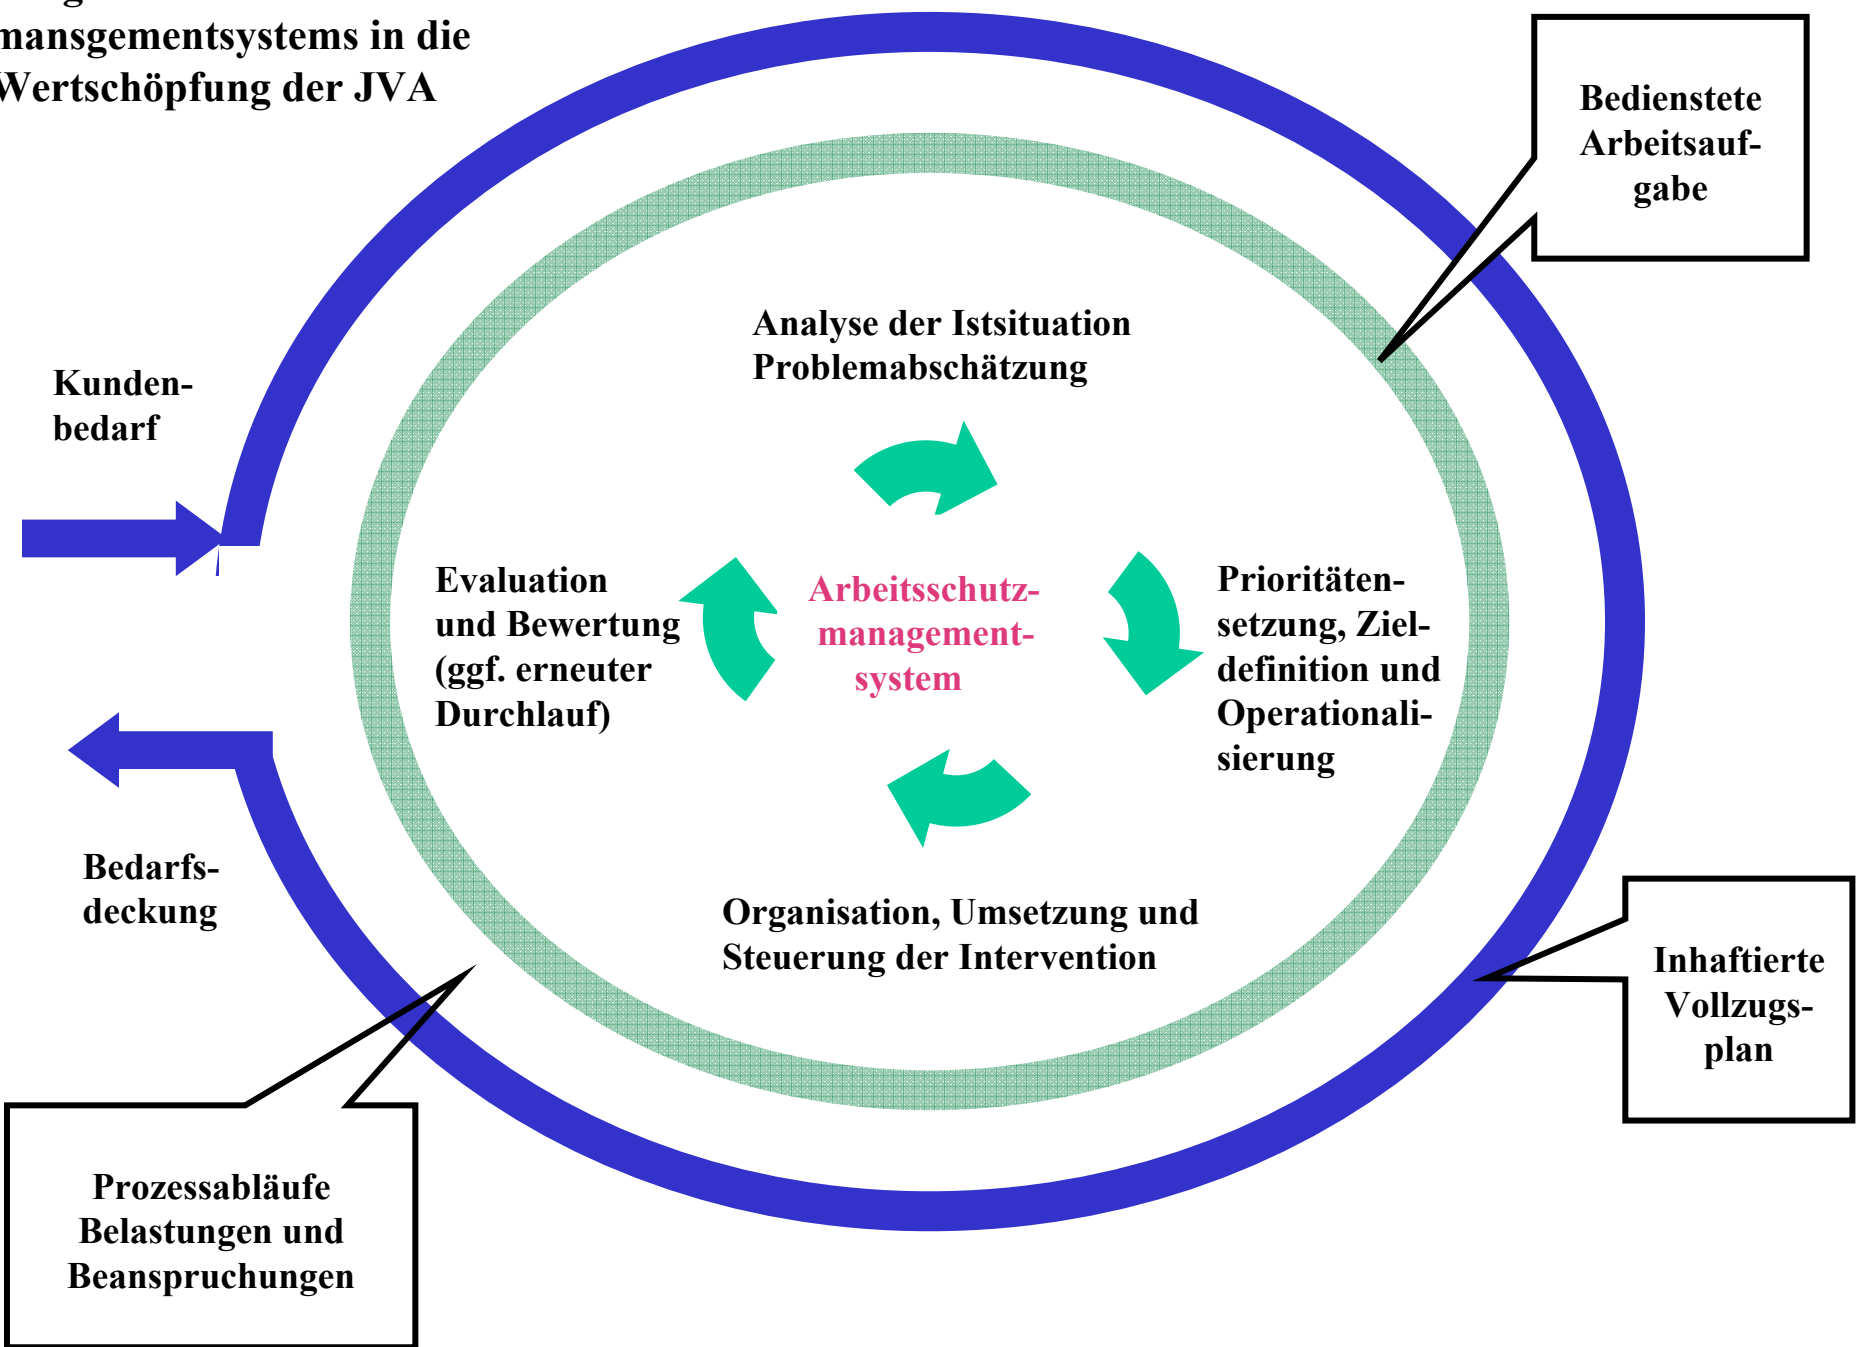 mansgementsystems in die
Wertschöpfung der JVA
Bedienstete
Arbeitsauf-
gabe
Analyse der Istsituation
Problemabschätzung
Kunden-
bedarf
Evaluation
und Bewertung
(ggf. erneuter
Durchlauf)
Arbeitsschutz-
management-
system
Prioritäten-
setzung, Ziel-
definition und
Operationali-
sierung
Bedarfs-
deckung
Organisation, Umsetzung und
Steuerung der Intervention
Inhaftierte
Vollzugs-
plan
Prozessabläufe
Belastungen und
Beanspruchungen